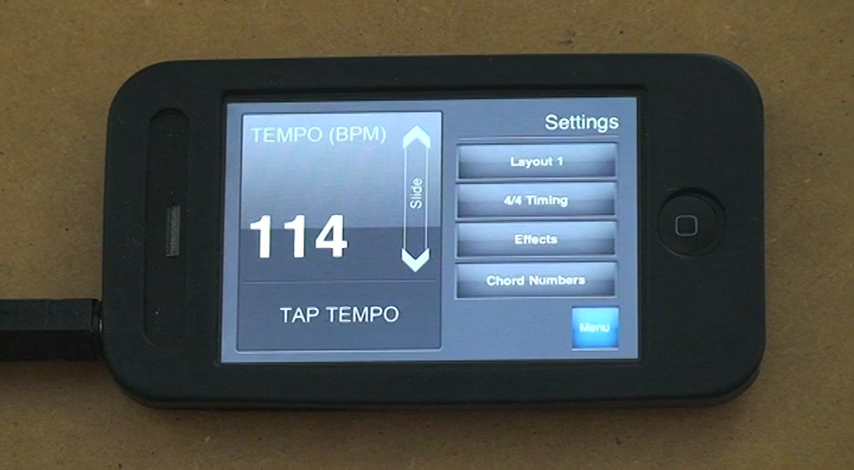 TEMPO (BPM)
Slide
114
TAP TEMPO
Settings
Layout 1
4/4 Timing
Effects
Chord Numbers
Menu